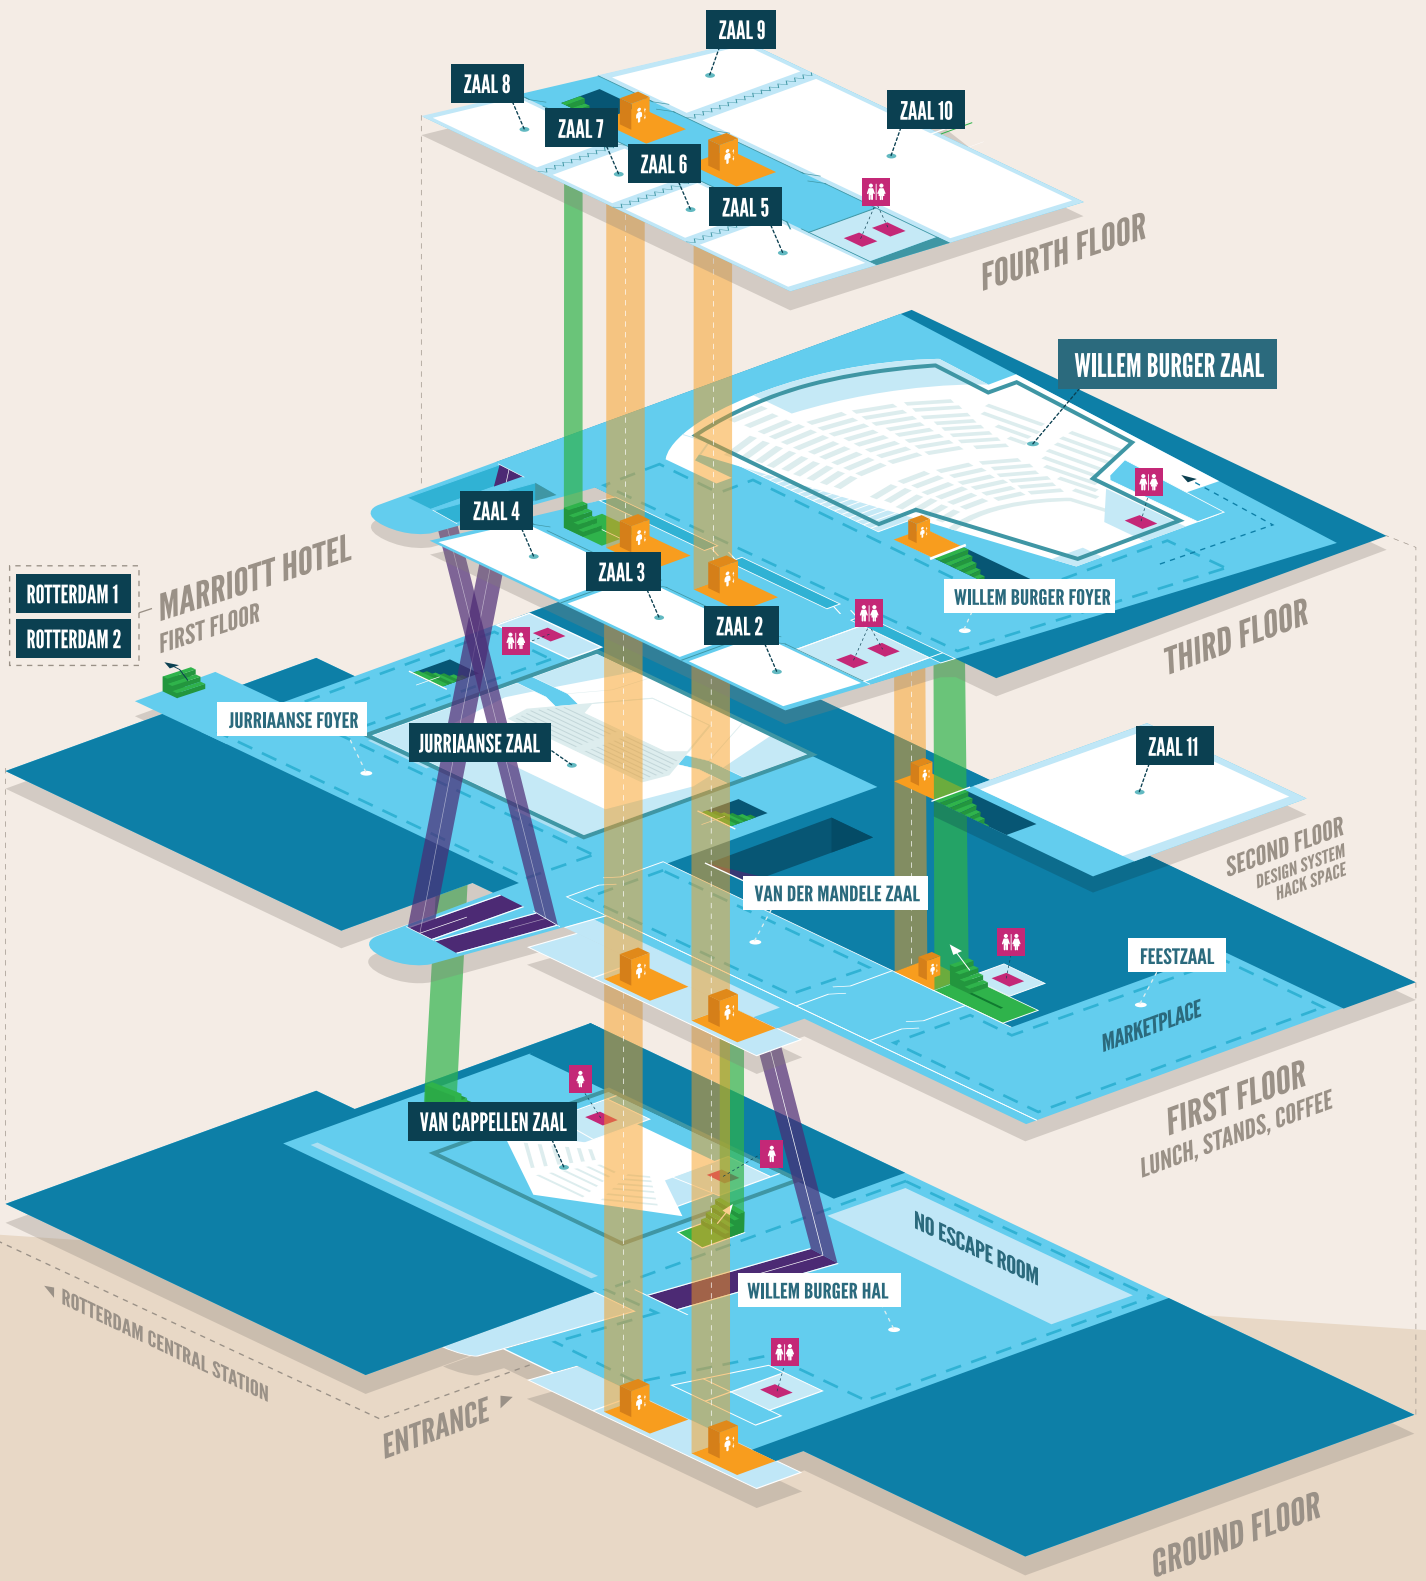 ZAAL 9
ZAAL 8
ZAAL 10
ZAAL 7
ZAAL 6
ZAAL 5
FOURTH FLOOR
WILLEM BURGER ZAAL
ZAAL 4
ZAAL 3
ZAAL 2
WILLEM BURGER FOYER
THIRD FLOOR
MARRIOTT HOTEL
FIRST FLOOR
ROTTERDAM 1
ROTTERDAM 2
JURRIAANSE FOYER
JURRIAANSE ZAAL
ZAAL 11
SECOND FLOOR
DESIGN SYSTEM
HACK SPACE
VAN DER MANDELE ZAAL
FEESTZAAL
MARKETPLACE
FIRST FLOOR
LUNCH, STANDS, COFFEE
VAN CAPPELLEN ZAAL
NO ESCAPE ROOM
WILLEM BURGER HAL
ROTTERDAM CENTRAL STATION
ENTRANCE
GROUND FLOOR